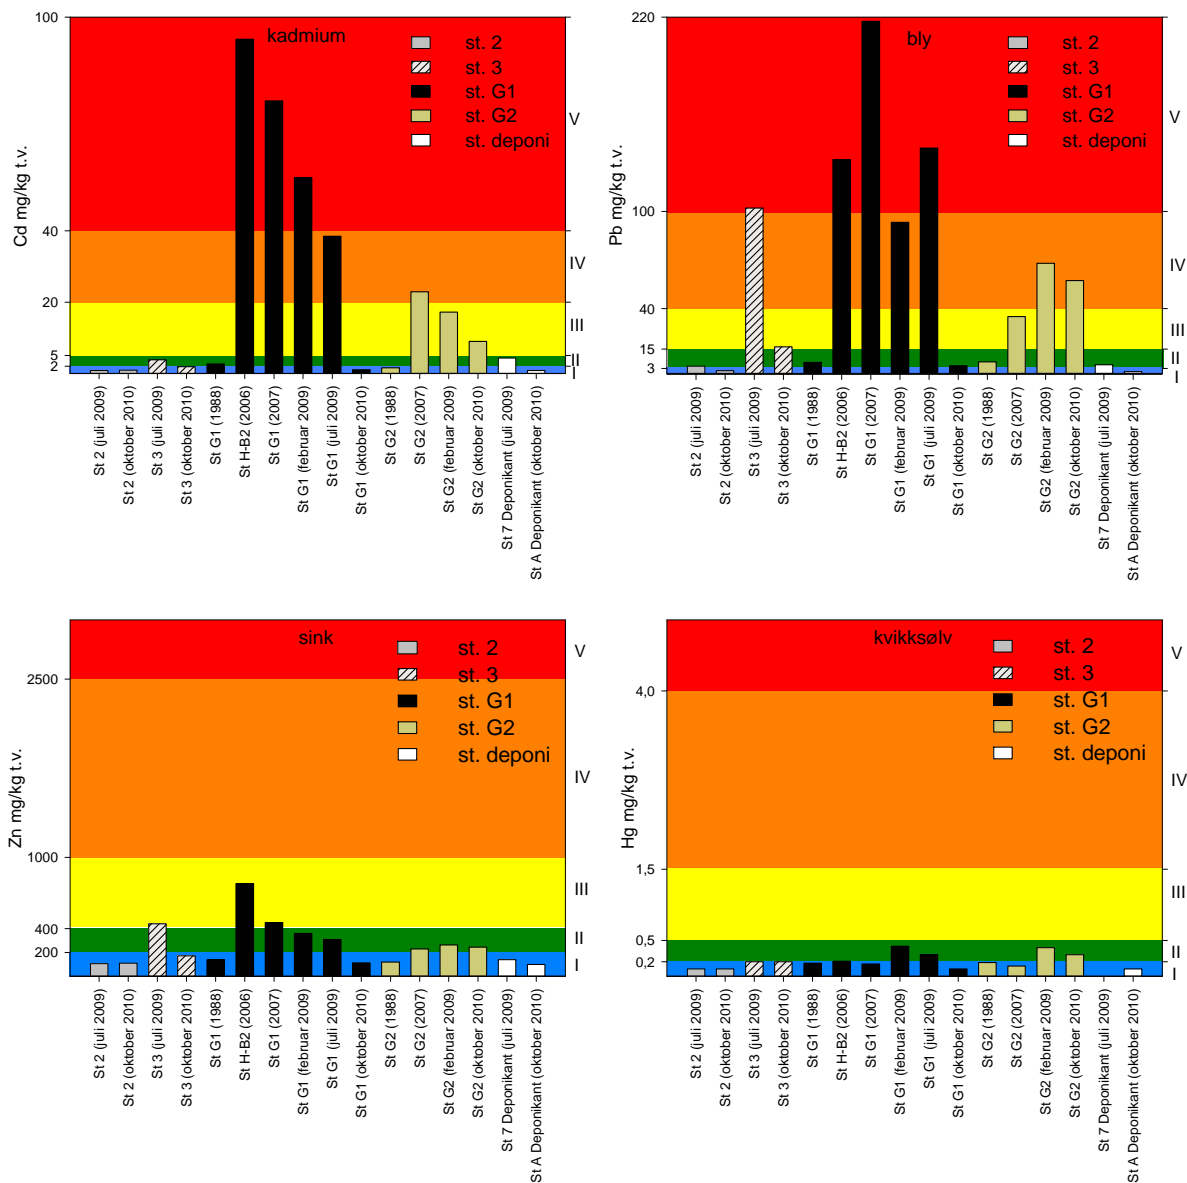 kadmium
Cd mg/kg t.v.
100
40
20
5
2
V
IV
III
II
I
st. 2
st. 3
st. G1
st. G2
st. deponi
St 2 (juli 2009)
St 2 (oktober 2010)
St 3 (juli 2009)
St 3 (oktober 2010)
St G1 (1988)
St H-B2 (2006)
St G1 (2007)
St G1 (februar 2009)
St G1 (juli 2009)
St G1 (oktober 2010)
St G2 (1988)
St G2 (2007)
St G2 (februar 2009)
St G2 (oktober 2010)
St 7 Deponikant (juli 2009)
St A Deponikant (oktober 2010)
bly
Pb mg/kg t.v.
220
100
40
15
3
V
IV
III
II
I
st. 2
st. 3
st. G1
st. G2
st. deponi
St 2 (juli 2009)
St 2 (oktober 2010)
St 3 (juli 2009)
St 3 (oktober 2010)
St G1 (1988)
St H-B2 (2006)
St G1 (2007)
St G1 (februar 2009)
St G1 (juli 2009)
St G1 (oktober 2010)
St G2 (1988)
St G2 (2007)
St G2 (februar 2009)
St G2 (oktober 2010)
St 7 Deponikant (juli 2009)
St A Deponikant (oktober 2010)
sink
Zn mg/kg t.v.
2500
1000
400
200
V
IV
III
II
I
st. 2
st. 3
st. G1
st. G2
st. deponi
St 2 (juli 2009)
St 2 (oktober 2010)
St 3 (juli 2009)
St 3 (oktober 2010)
St G1 (1988)
St H-B2 (2006)
St G1 (2007)
St G1 (februar 2009)
St G1 (juli 2009)
St G1 (oktober 2010)
St G2 (1988)
St G2 (2007)
St G2 (februar 2009)
St G2 (oktober 2010)
St 7 Deponikant (juli 2009)
St A Deponikant (oktober 2010)
kvikksølv
Hg mg/kg t.v.
4,0
1,5
0,5
0,2
V
IV
III
II
I
st. 2
st. 3
st. G1
st. G2
st. deponi
St 2 (juli 2009)
St 2 (oktober 2010)
St 3 (juli 2009)
St 3 (oktober 2010)
St G1 (1988)
St H-B2 (2006)
St G1 (2007)
St G1 (februar 2009)
St G1 (juli 2009)
St G1 (oktober 2010)
St G2 (1988)
St G2 (2007)
St G2 (februar 2009)
St G2 (oktober 2010)
St 7 Deponikant (juli 2009)
St A Deponikant (oktober 2010)